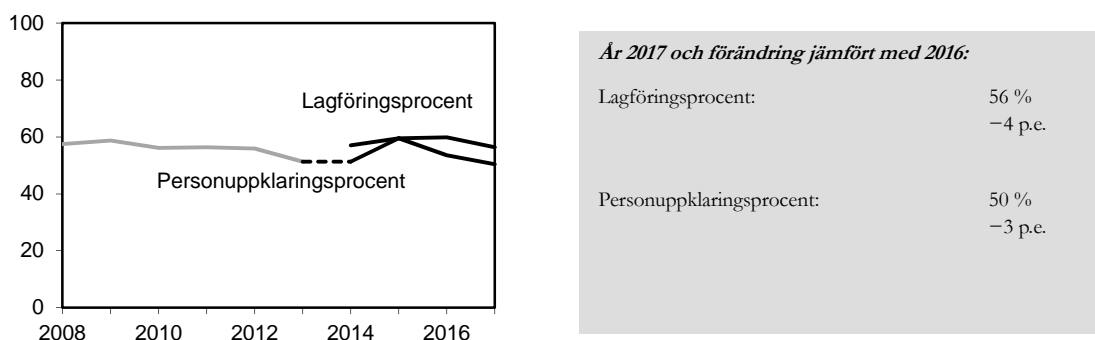 100
80
60
40
20
0
Lagföringsprocent
Personuppklaringsprocent
2008 2010 2012 2014 2016
År 2017 och förändring jämfört med 2016:
Lagföringsprocent: 56 %
−4 p.e.
Personuppklaringsprocent: 50 %
−3 p.e.